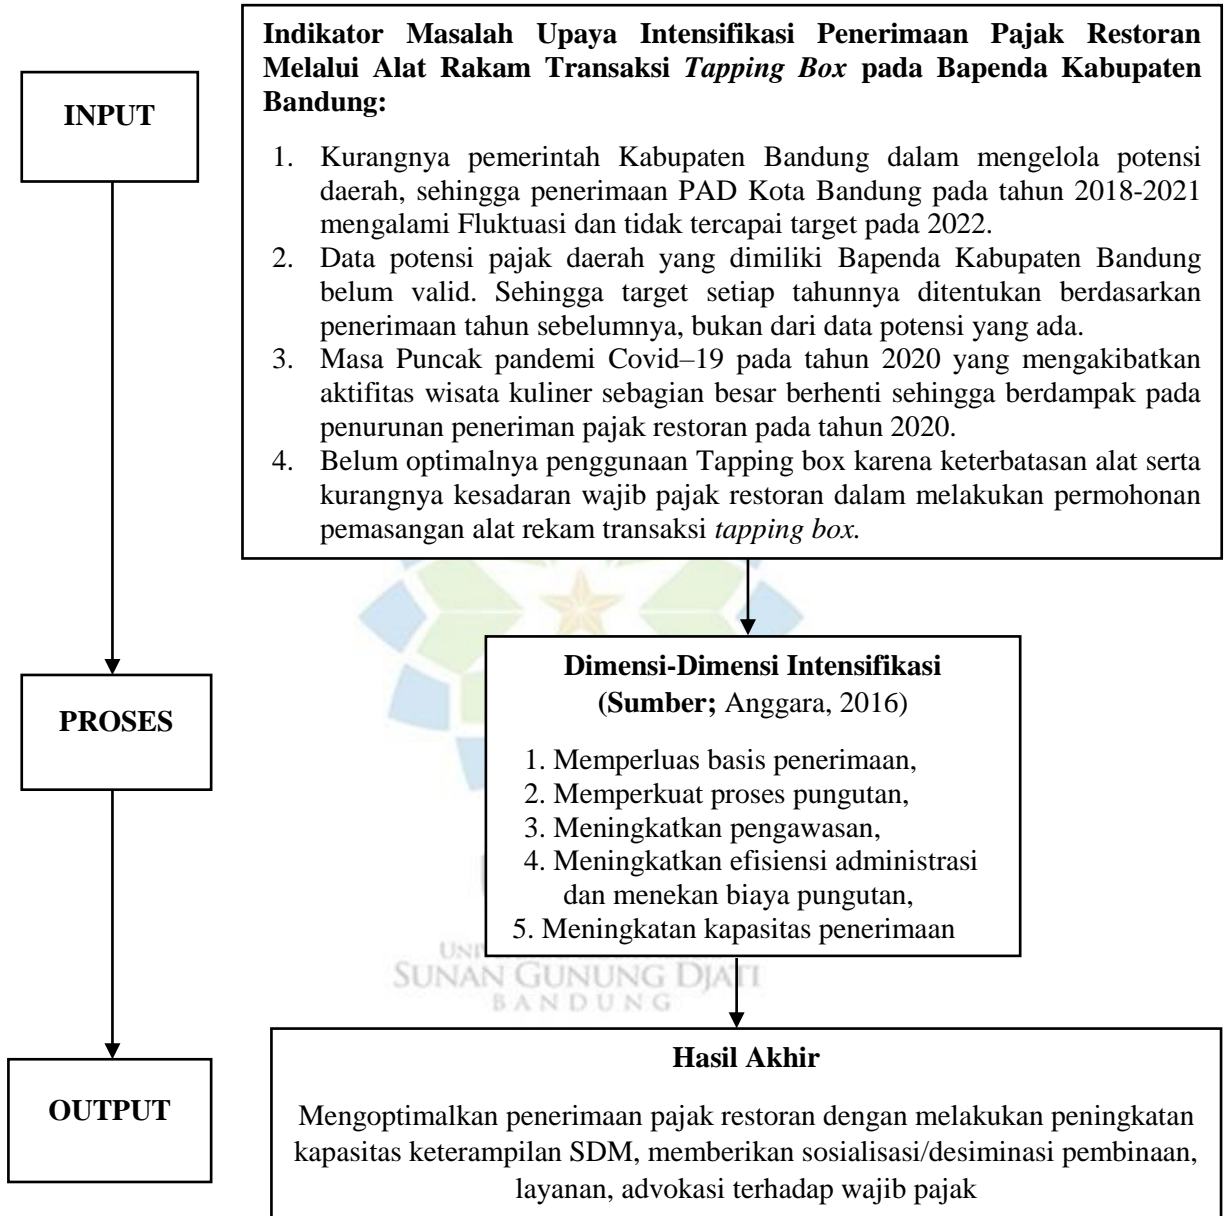 INPUT
Indikator Masalah Upaya Intensifikasi Penerimaan Pajak Restoran
Melalui Alat Rakam Transaksi Tapping Box pada Bapenda Kabupaten
Bandung:
1. Kurangnya pemerintah Kabupaten Bandung dalam mengelola potensi
daerah, sehingga penerimaan PAD Kota Bandung pada tahun 2018-2021
mengalami Fluktuasi dan tidak tercapai target pada 2022.
2. Data potensi pajak daerah yang dimiliki Bapenda Kabupaten Bandung
belum valid. Sehingga target setiap tahunnya ditentukan berdasarkan
penerimaan tahun sebelumnya, bukan dari data potensi yang ada.
3. Masa Puncak pandemi Covid–19 pada tahun 2020 yang mengakibatkan
aktifitas wisata kuliner sebagian besar berhenti sehingga berdampak pada
penurunan peneriman pajak restoran pada tahun 2020.
4. Belum optimalnya penggunaan Tapping box karena keterbatasan alat serta
kurangnya kesadaran wajib pajak restoran dalam melakukan permohonan
pemasangan alat rekam transaksi tapping box.
PROSES
Dimensi-Dimensi Intensifikasi
(Sumber; Anggara, 2016)
1. Memperluas basis penerimaan,
2. Memperkuat proses pungutan,
3. Meningkatkan pengawasan,
4. Meningkatkan efisiensi administrasi
dan menekan biaya pungutan,
5. Meningkatan kapasitas penerimaan
SUNAN GUNUNG DJATI
BANDUNG
OUTPUT
Hasil Akhir
Mengoptimalkan penerimaan pajak restoran dengan melakukan peningkatan
kapasitas keterampilan SDM, memberikan sosialisasi/desiminasi pembinaan,
layanan, advokasi terhadap wajib pajak